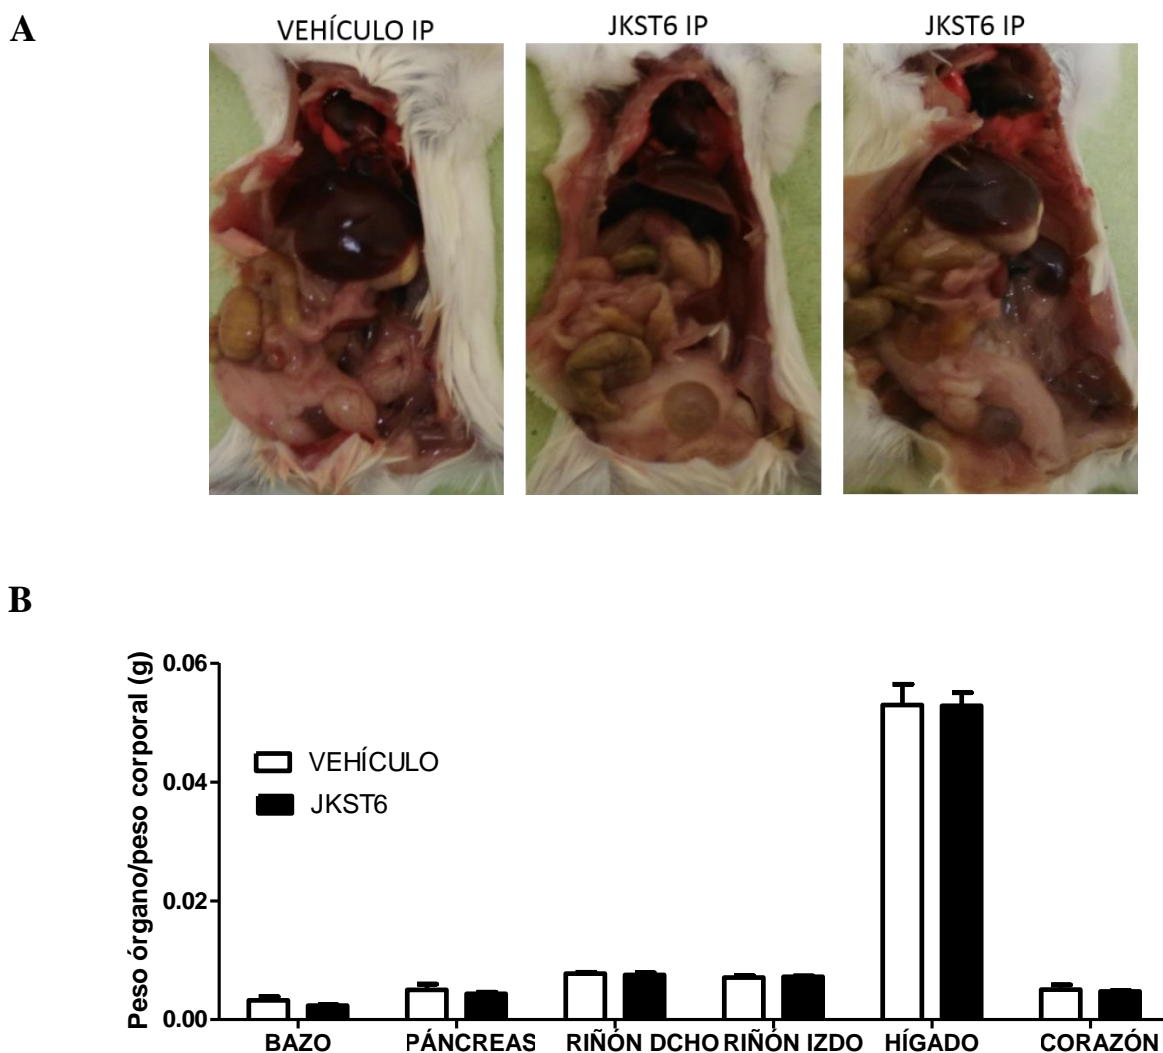 A
VEHÍCULO IP
JKST6 IP
JKST6 IP
B
Peso órgano/peso corporal (g)
0.06
0.04
0.02
0.00
VEHÍCULO
JKST6
BAZO
PÁNCREAS
RIÑÓN DCHO
RIÑÓN IZDO
HÍGADO
CORAZÓN